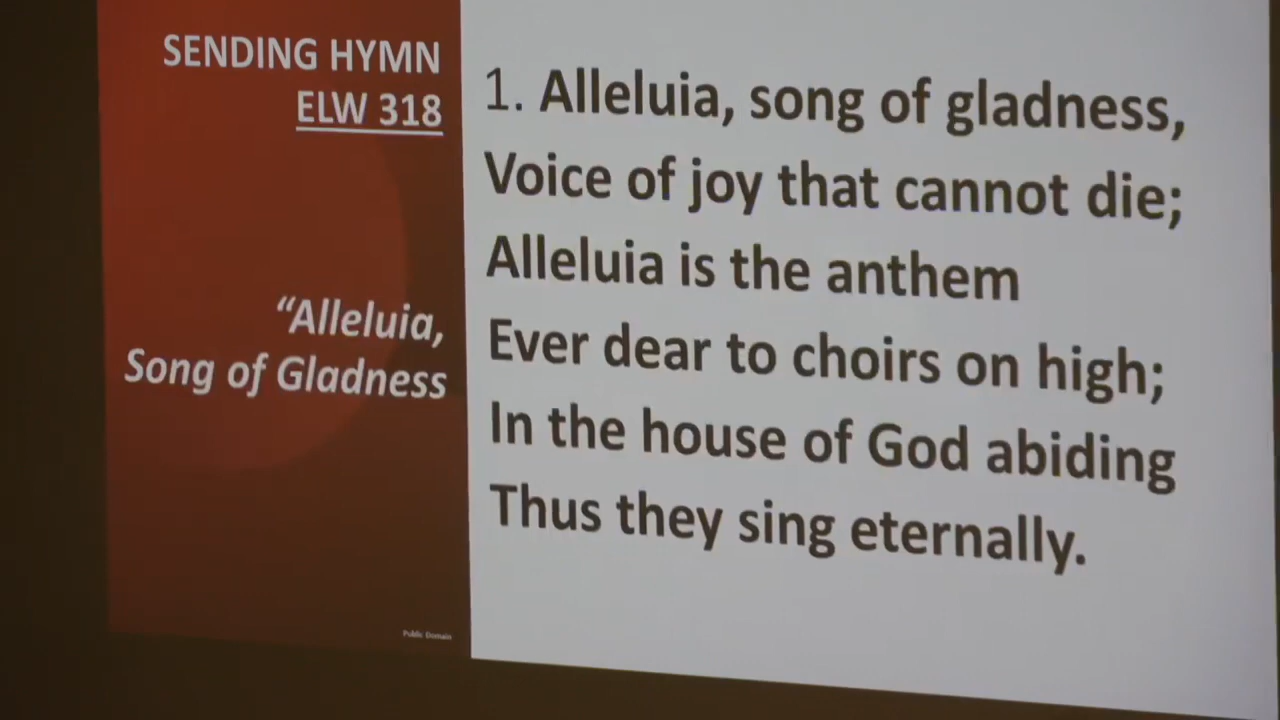 SENDING HYMN
ELW 318
“Alleluia,
Song of Gladness
Public Domain
1. Alleluia, song of gladness,
Voice of joy that cannot die;
Alleluia is the anthem
Ever dear to choirs on high;
In the house of God abiding
Thus they sing eternally.